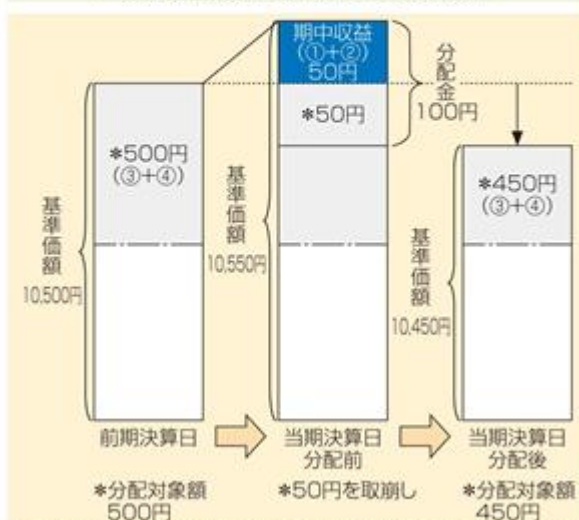 期中収益
(①+②)
50円
分配金
100円
*50円
*500円
(③+④)
*450円
(③+④)
基準価額
10,500円
基準価額
10,550円
基準価額
10,450円
前期決算日
当期決算日
分配前
当期決算日
分配後
*分配対象額
500円
*50円を取崩し
*分配対象額
450円